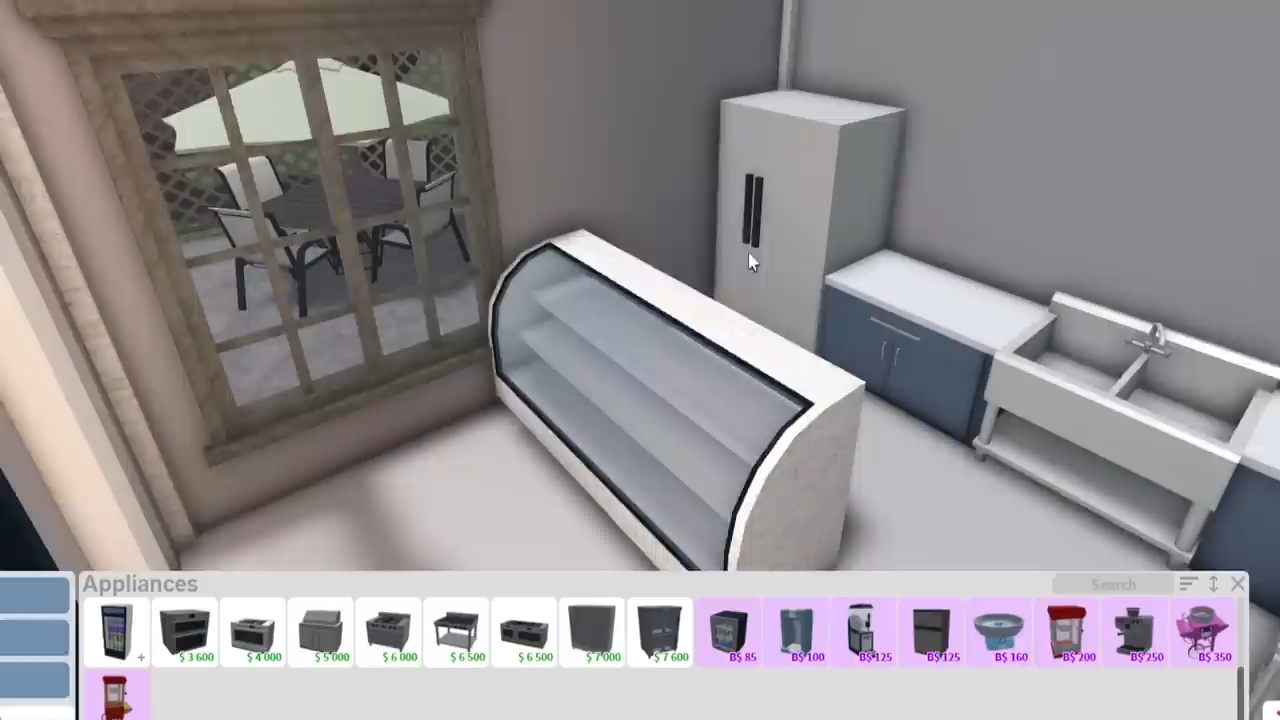 Appliances
Search
+
$ 3 600
$ 4 000
$ 5 000
$ 6 000
$ 6 500
$ 6 500
$ 7 000
$ 7 600
B$ 85
B$ 100
B$ 125
B$ 125
B$ 160
B$ 200
B$ 250
B$ 350